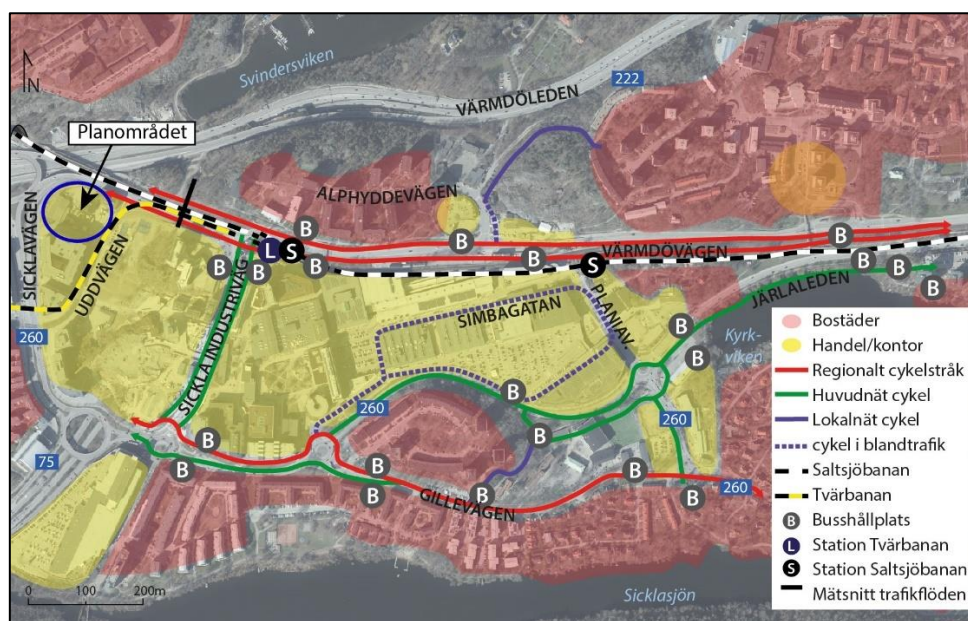 Svindersviken
N
222
VÄRMDÖLEDEN
Planområdet
ALPHYDDEVÄGEN
SICKLAVÄGEN
UDDVÄGEN
B
B
B
L
S
B
B
B
B
VÄRMDÖVÄGEN
S
B
B
B
JÄRLALEDEN
SIMBAGATAN
PLANIAV
SICKLA INDUSTRIVÄG
260
Kyrk-
viken
B
B
B
260
260
B
B
B
B
B
B
B
B
B
75
GILLEVÄGEN
260
0 100 200m
Sicklasjön
Bostäder
Handel/kontor
Regionalt cykelstråk
Huvudnät cykel
Lokalnät cykel
cykel i blandtrafik
Saltsjöbanan
Tvärbanan
B Busshållplats
L Station Tvärbanan
S Station Saltsjöbanan
Mätsnitt trafikflöden